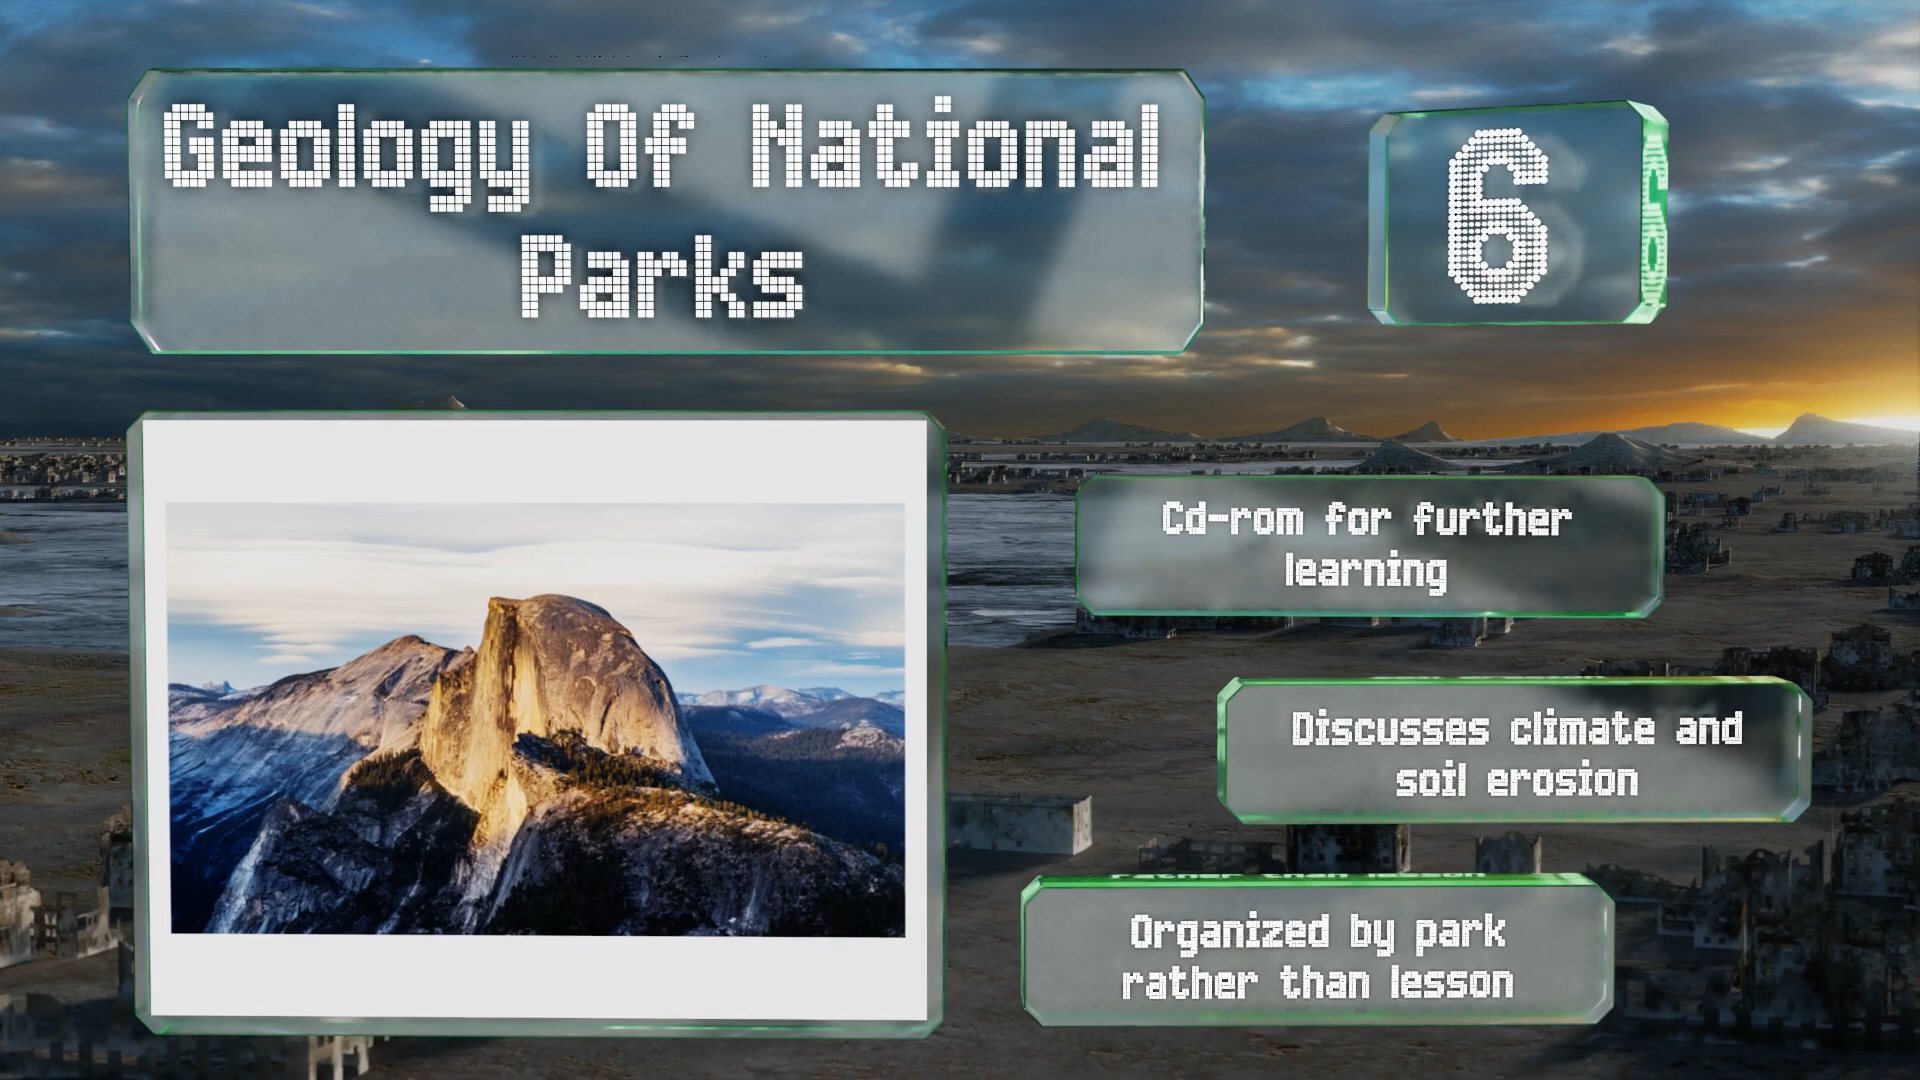 Geology Of National
Parks
6
Cd-rom for further
learning
Discusses climate and
soil erosion
Organized by park
rather than lesson